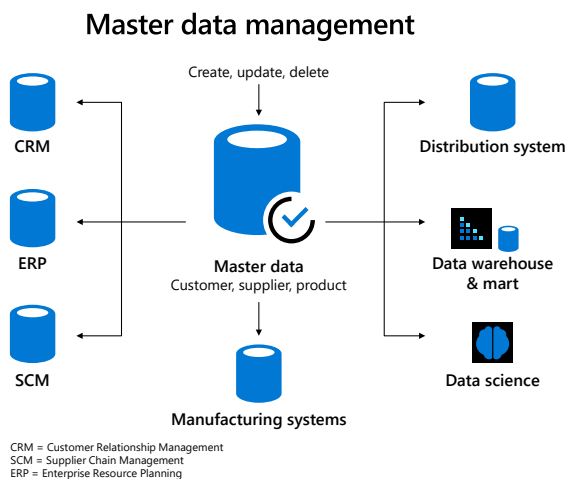 Master data management
Create, update, delete
CRM
Distribution system
ERP
Master data
Customer, supplier, product
Data warehouse
& mart
SCM
Data science
Manufacturing systems
CRM = Customer Relationship Management
SCM = Supplier Chain Management
ERP = Enterprise Resource Planning